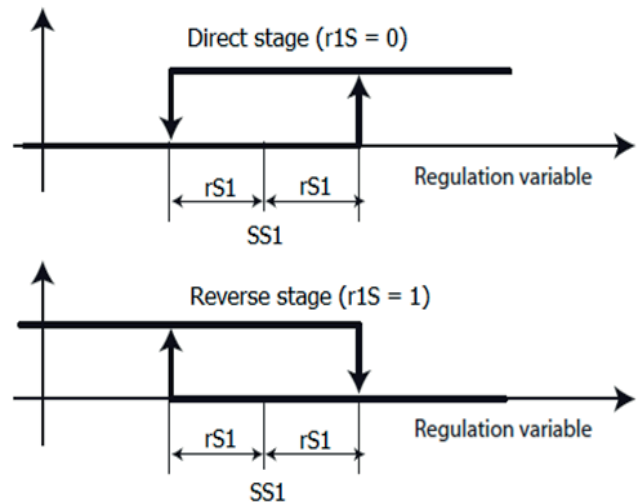 Direct stage (r1S = 0)
Regulation variable
rS1 rS1
SS1
Reverse stage (r1S = 1)
Regulation variable
rS1 rS1
SS1